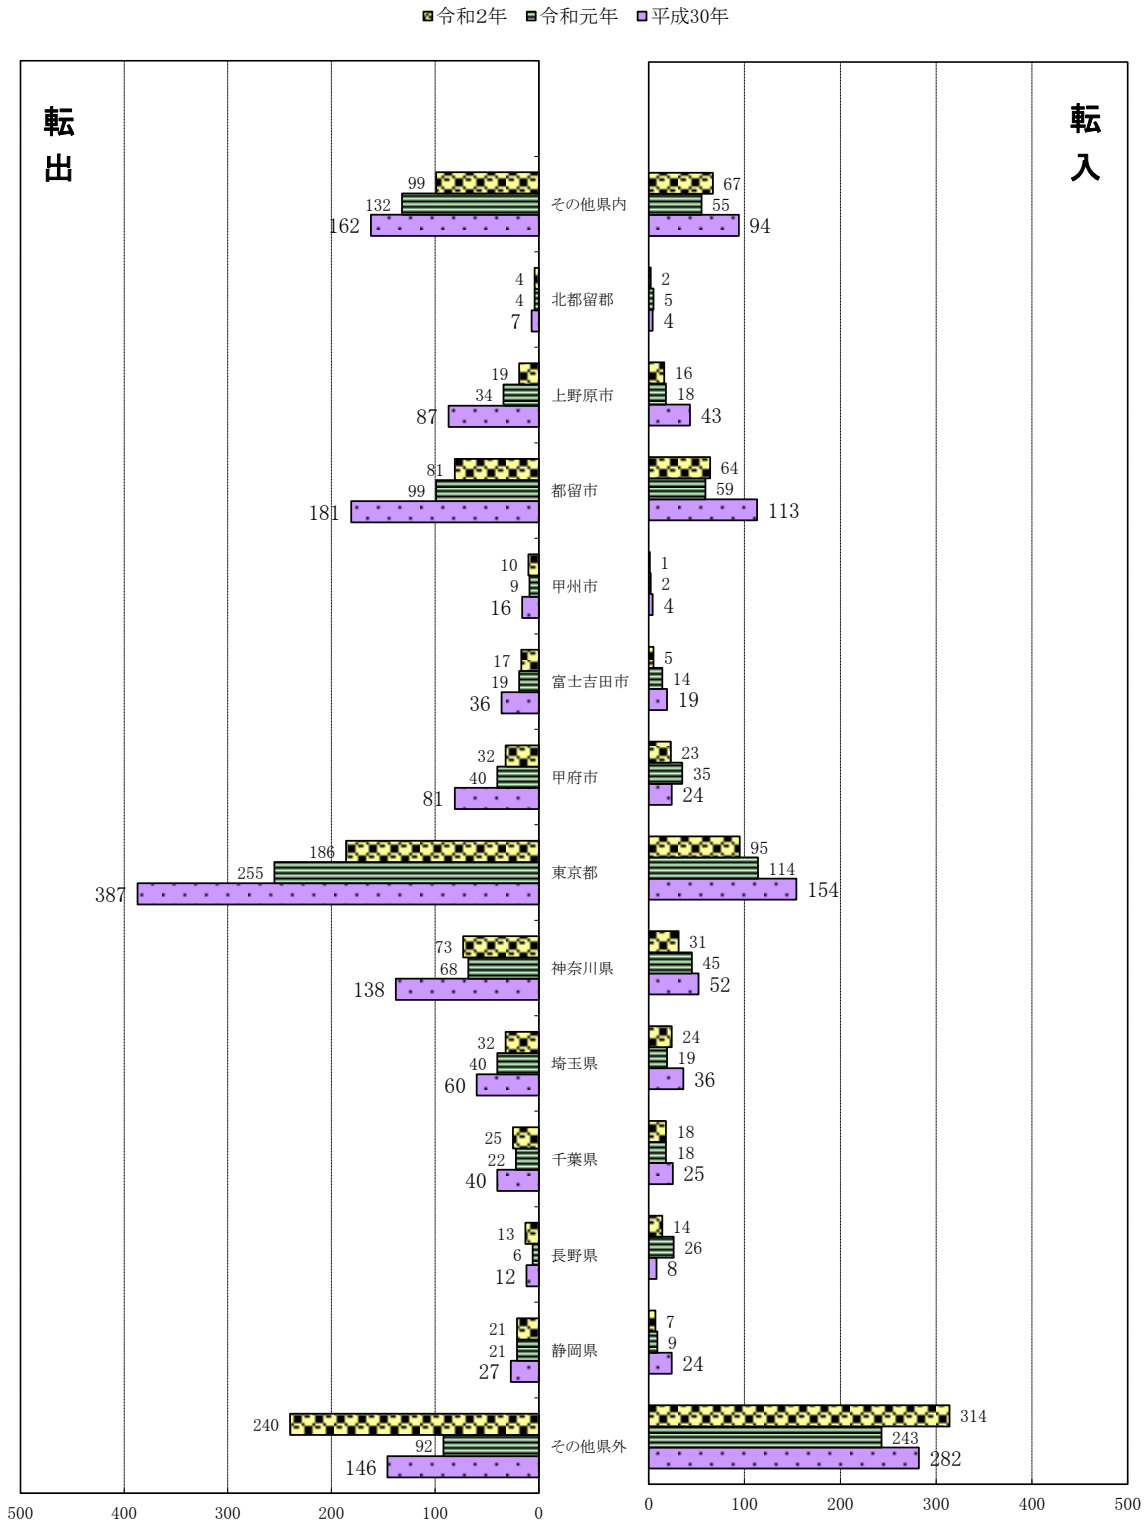 令和２年 令和元年 平成30年
転出
転入
99 132 162 その他県内 67 55 94
4 4 7 北都留郡 2 5 4
19 34 87 上野原市 16 18 43
81 99 181 都留市 64 59 113
10 9 16 甲州市 1 2 4
17 19 36 富士吉田市 5 14 19
32 40 81 甲府市 23 35 24
186 255 387 東京都 95 114 154
73 68 138 神奈川県 31 45 52
32 40 60 埼玉県 24 19 36
25 22 40 千葉県 18 18 25
13 6 12 長野県 14 26 8
21 21 27 静岡県 7 9 24
240 92 146 その他県外 314 243 282
500 400 300 200 100 0 0 100 200 300 400 500